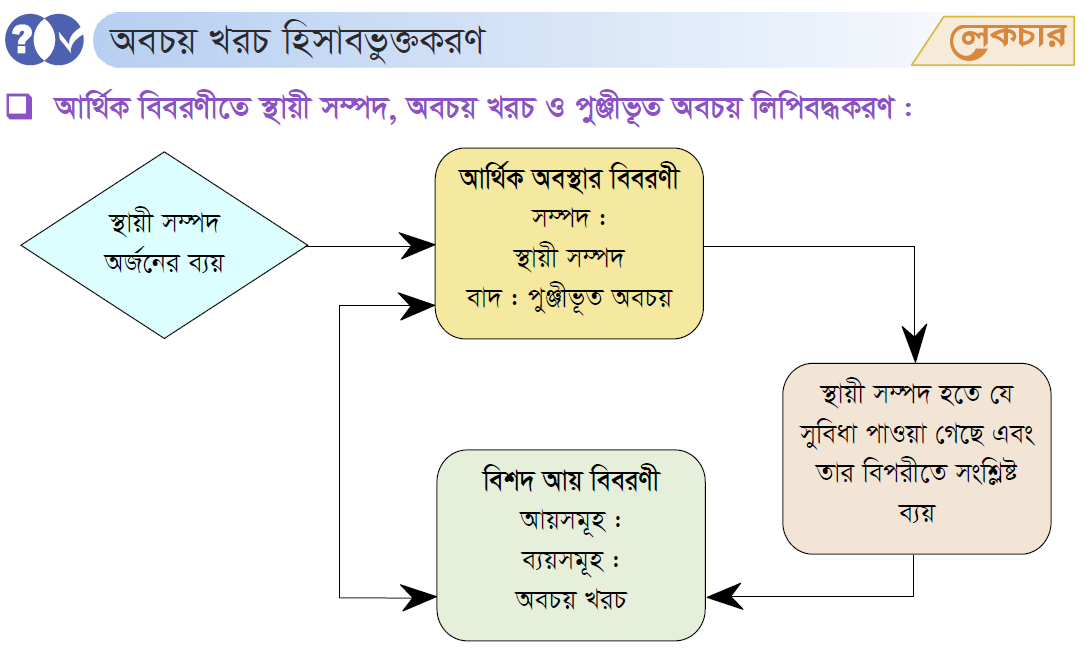 অবচয় খরচ হিসাবভুক্তকরণ
লেকচার
আর্থিক বিবরণীতে স্থায়ী সম্পদ, অবচয় খরচ ও পুঞ্জীভূত অবচয় লিপিবদ্ধকরণ :
স্থায়ী সম্পদ
অর্জনের ব্যয়
আর্থিক অবস্থার বিবরণী
সম্পদ :
স্থায়ী সম্পদ
বাদ : পুঞ্জীভূত অবচয়
স্থায়ী সম্পদ হতে যে
সুবিধা পাওয়া গেছে এবং
তার বিপরীতে সংশ্লিষ্ট
ব্যয়
বিশদ আয় বিবরণী
আয়সমূহ :
ব্যয়সমূহ :
অবচয় খরচ